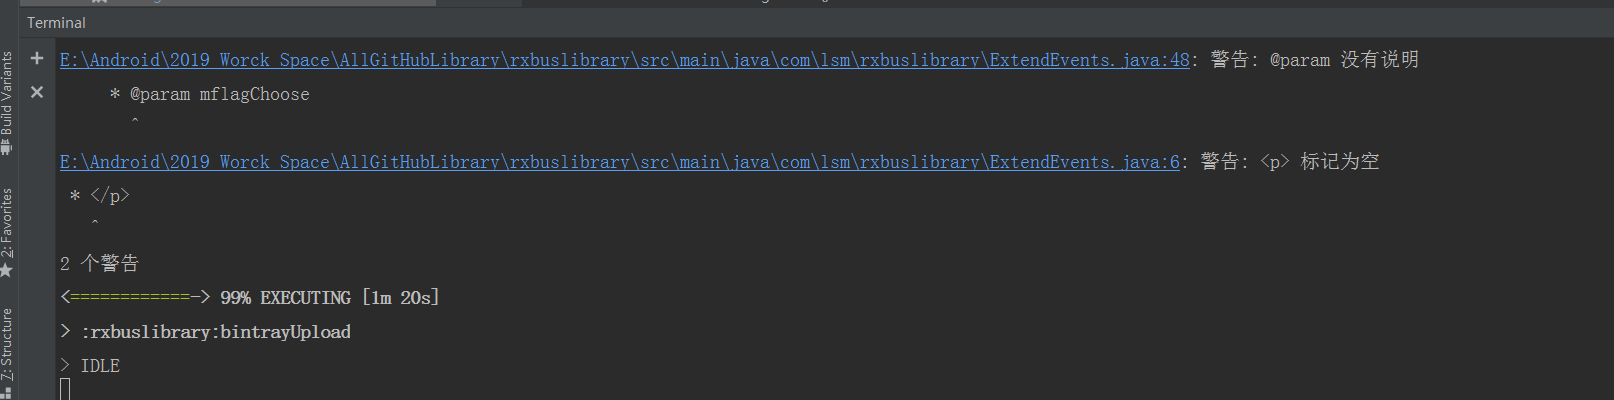 Terminal
E:\Android\2019 Worck Space\AllGitHubLibrary\rxbuslibrary\src\main\java\com\lsm\rxbuslibrary\ExtendEvents.java:48: 警告: @param 没有说明
* @param mflagChoose
^
E:\Android\2019 Worck Space\AllGitHubLibrary\rxbuslibrary\src\main\java\com\lsm\rxbuslibrary\ExtendEvents.java:6: 警告: <p> 标记为空
* </p>
^
2 个警告
<============-> 99% EXECUTING [1m 20s]
> :rxbuslibrary:bintrayUpload
> IDLE
Build Variants
2: Favorites
7: Structure